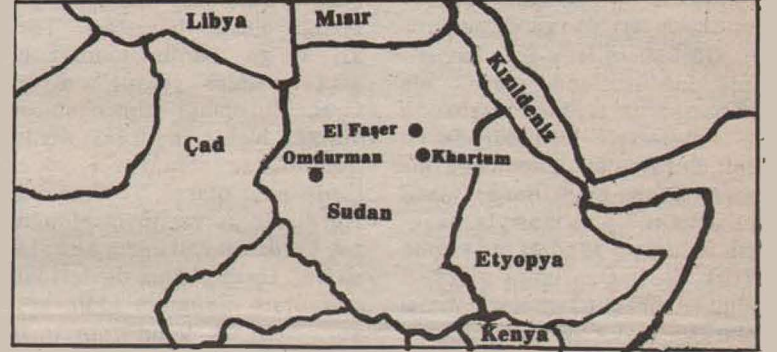 Libya
Mısır
Kızıldeniz
Çad
El Faşer
Omdurman
Khartum
Sudan
Etyopya
Kenya